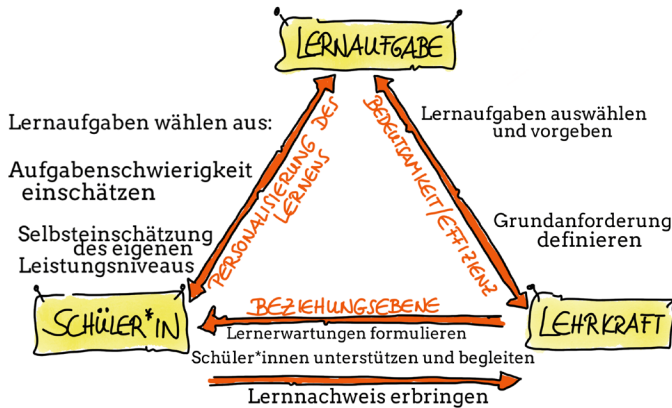 LERNAUFGABE
Lernaufgaben wählen aus:
Aufgabenschwierigkeit
einschätzen
Selbsteinschätzung
des eigenen
Leistungsniveaus
PERSONALISIERUNG DES
LERNENS
BEDEUTSAMKEIT/EFFIZIENZ
Lernaufgaben auswählen
und vorgeben
Grundanforderung
definieren
SCHÜLER*IN
BEZIEHUNGSEBENE
Lernerwartungen formulieren
Schüler*innen unterstützen und begleiten
Lernnachweis erbringen
LEHRKRAFT